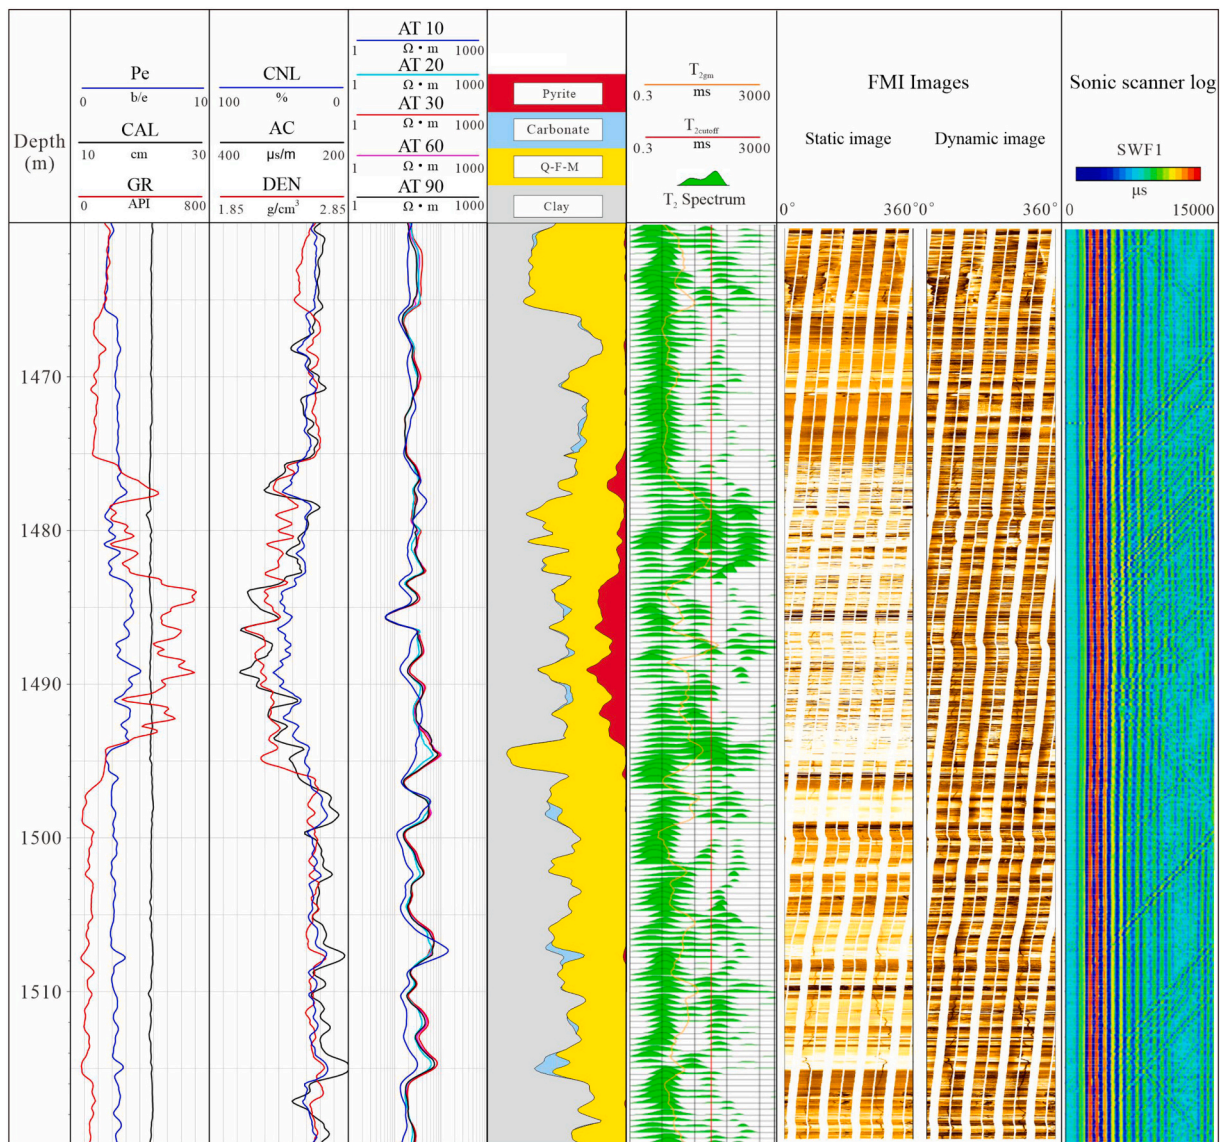 Depth
(m)
Pe
0 b/e 10
CAL
10 cm 30
GR
0 API 800
CNL
100 % 0
AC
400 μs/m 200
DEN
1.85 g/cm³ 2.85
AT 10
1 Ω • m 1000
AT 20
1 Ω • m 1000
AT 30
1 Ω • m 1000
AT 60
1 Ω • m 1000
AT 90
1 Ω • m 1000
Pyrite
Carbonate
Q-F-M
Clay
T2gm
0.3 ms 3000
T2cutoff
0.3 ms 3000
T2 Spectrum
FMI Images
Static image
Dynamic image
0° 360°
0° 360°
Sonic scanner log
SWF1
μs
0 15000
1470
1480
1490
1500
1510